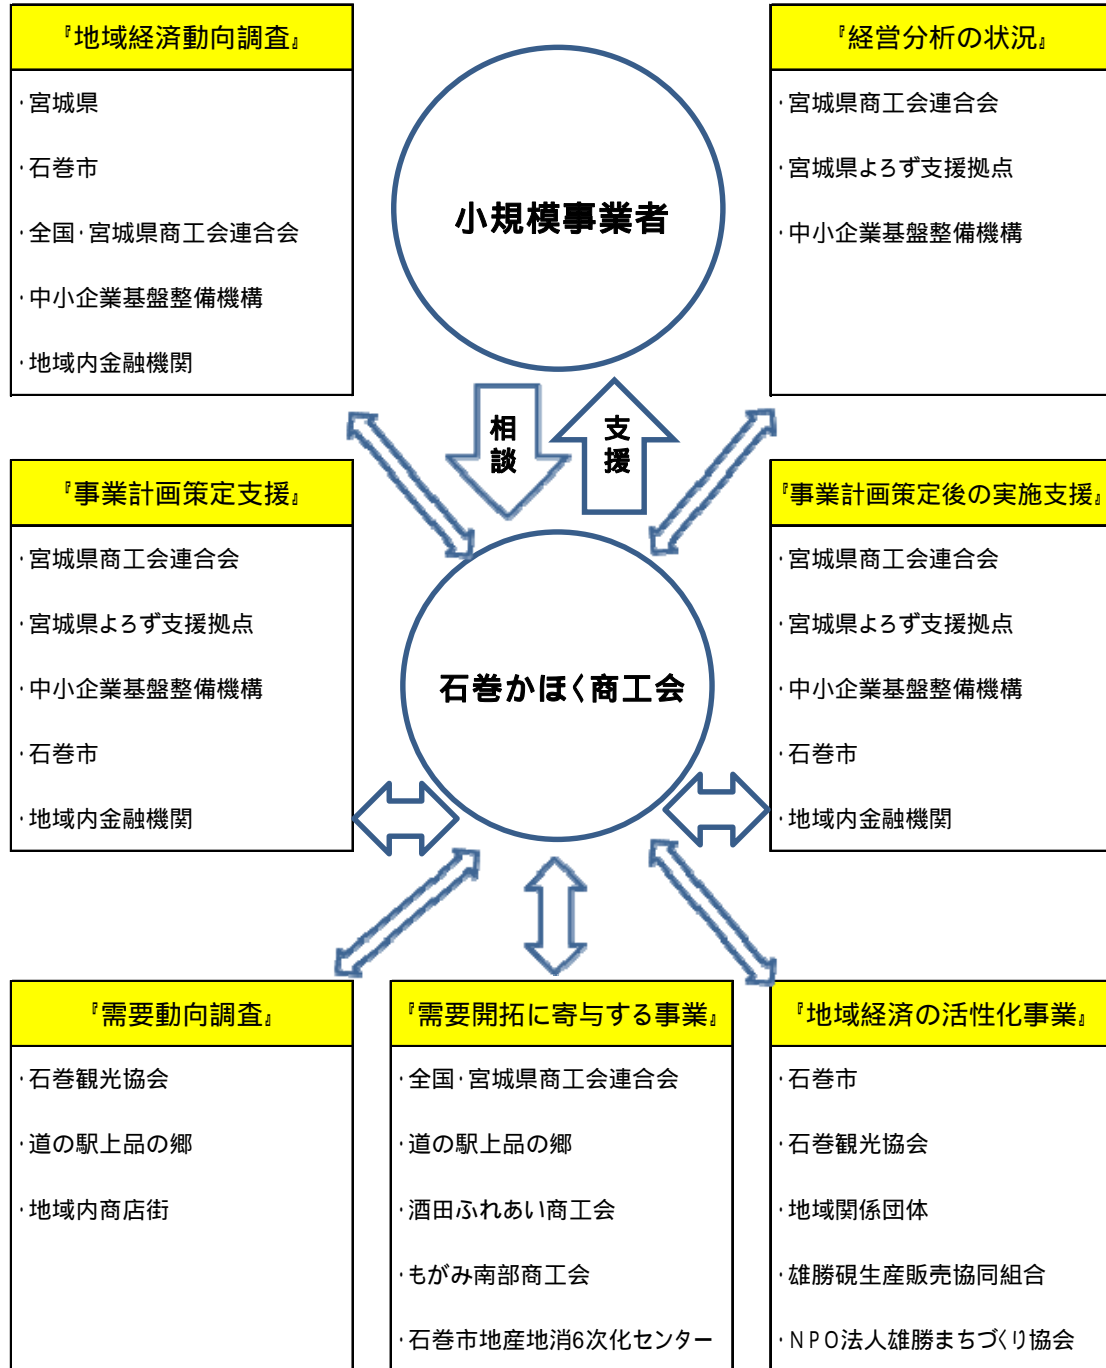 『地域経済動向調査』
・宮城県
・石巻市
・全国・宮城県商工会連合会
・中小企業基盤整備機構
・地域内金融機関
小規模事業者
『経営分析の状況』
・宮城県商工会連合会
・宮城県よろず支援拠点
・中小企業基盤整備機構
相談
支援
『事業計画策定支援』
・宮城県商工会連合会
・宮城県よろず支援拠点
・中小企業基盤整備機構
・石巻市
・地域内金融機関
石巻かほく商工会
『事業計画策定後の実施支援』
・宮城県商工会連合会
・宮城県よろず支援拠点
・中小企業基盤整備機構
・石巻市
・地域内金融機関
『需要動向調査』
・石巻観光協会
・道の駅上品の郷
・地域内商店街
『需要開拓に寄与する事業』
・全国・宮城県商工会連合会
・道の駅上品の郷
・酒田ふれあい商工会
・もがみ南部商工会
・石巻市地産地消6次化センター
『地域経済の活性化事業』
・石巻市
・石巻観光協会
・地域関係団体
・雄勝硯生産販売協同組合
・NPO法人雄勝まちづくり協会